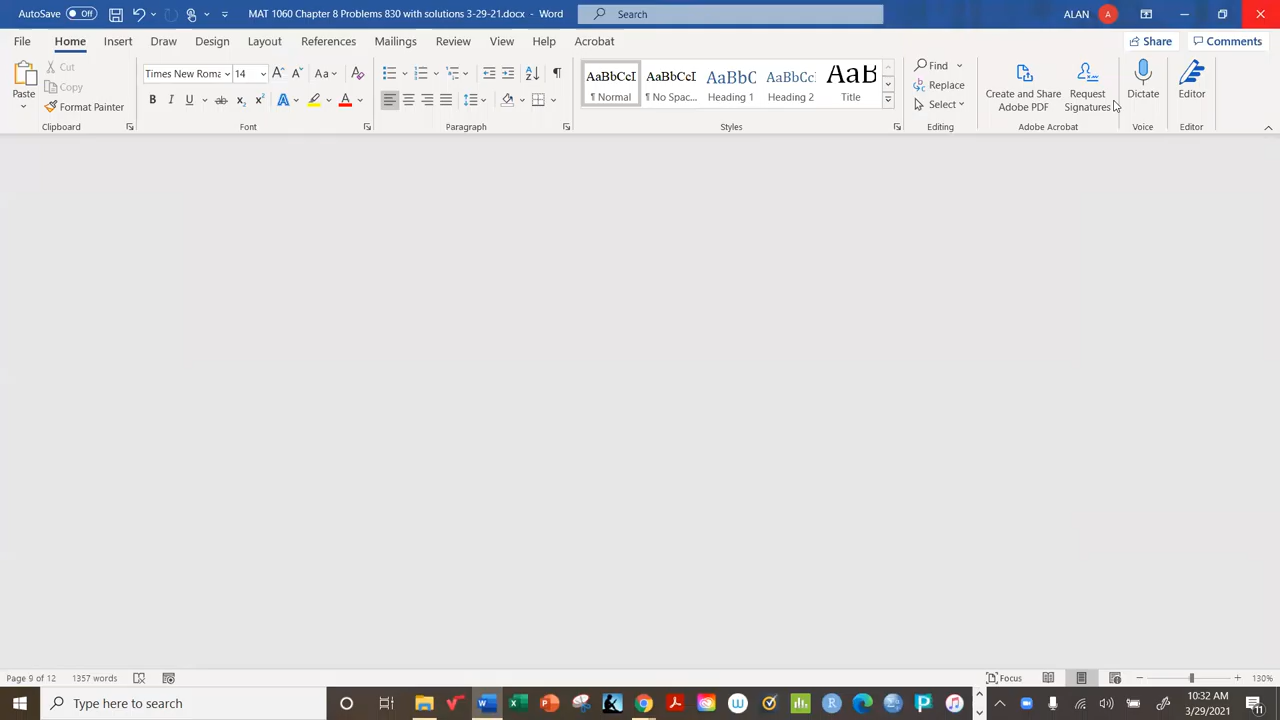 AutoSave Off MAT 1060 Chapter 8 Problems 830 with solutions 3-29-21.docx - Word Search ALAN A
File Home Insert Draw Design Layout References Mailings Review View Help Acrobat Share Comments
Paste
Cut
Copy
Format Painter
Clipboard
Times New Roma 14
Font
Paragraph
AaBbCcI AaBbCcI AaBbC AaBbCc AaB
¶ Normal ¶ No Spac... Heading 1 Heading 2 Title
Styles
Find
Replace
Select
Editing
Create and Share
Adobe PDF
Request
Signatures
Adobe Acrobat
Dictate
Voice
Editor
Editor
Page 9 of 12 1357 words Focus 130%
Type here to search
10:32 AM
3/29/2021
11